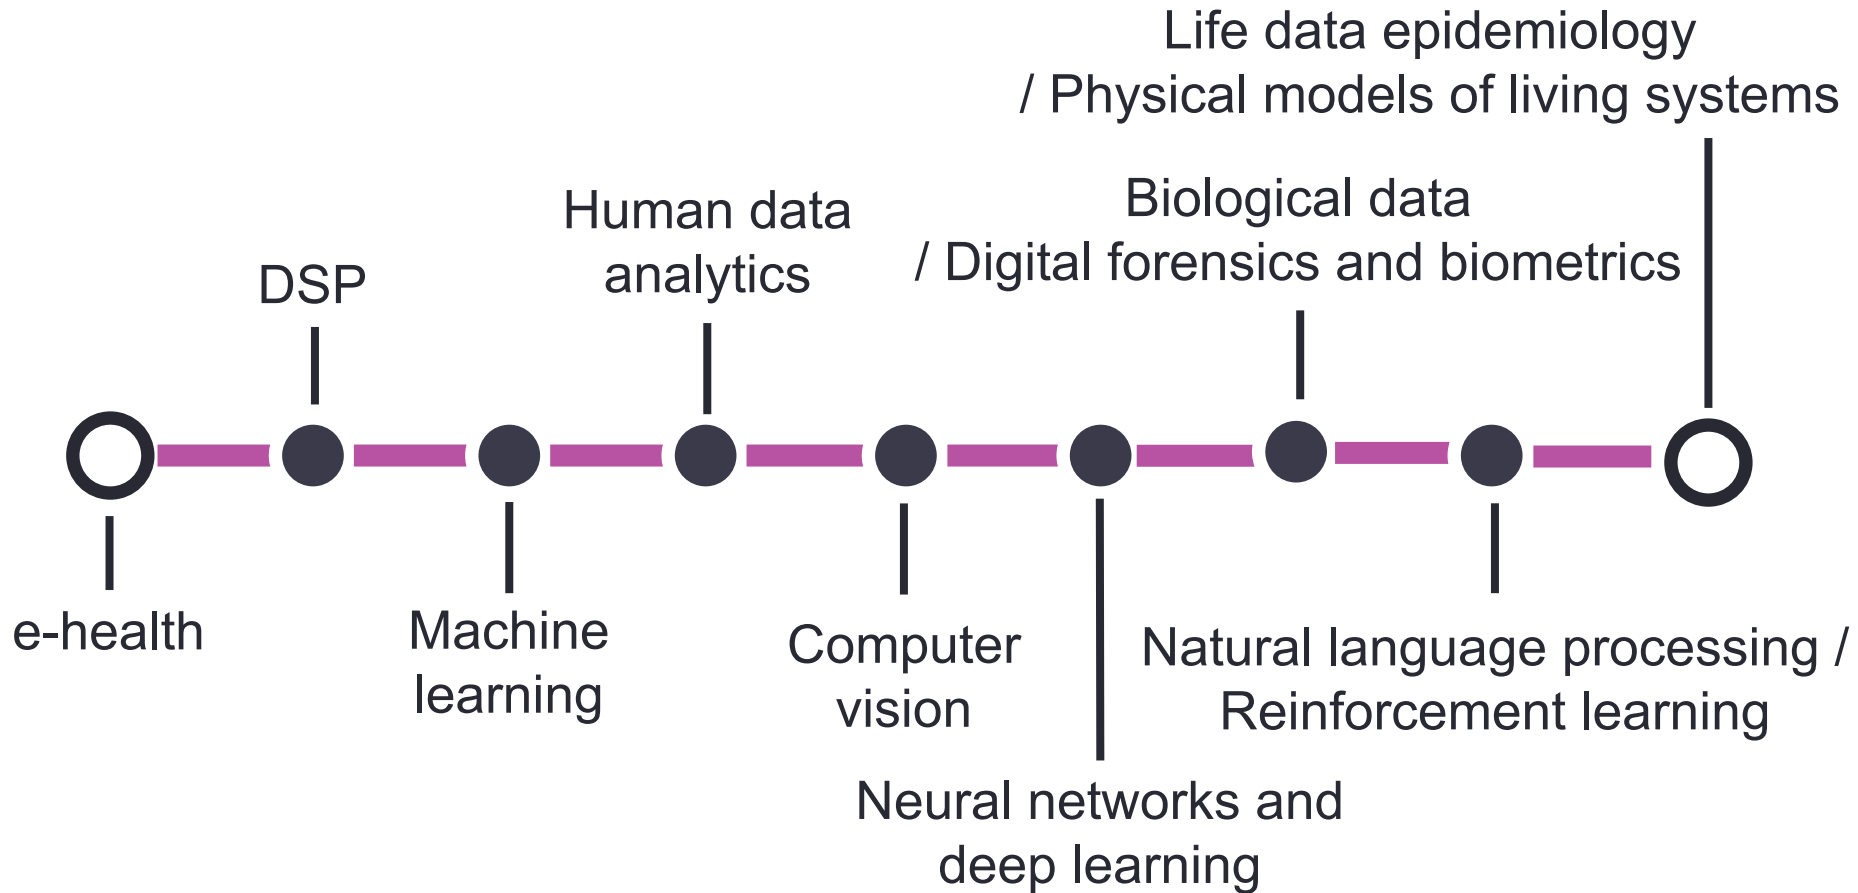 Life data epidemiology
/ Physical models of living systems
Biological data
/ Digital forensics and biometrics
Human data
analytics
DSP
e-health
Machine
learning
Computer
vision
Natural language processing /
Reinforcement learning
Neural networks and
deep learning